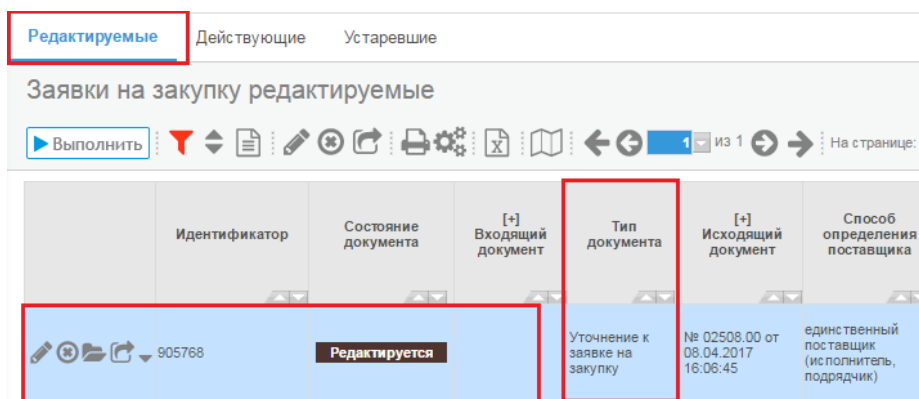 Редактируемые Действующие Устаревшие
Заявки на закупку редактируемые
Выполнить 1 из 1 На странице:
Идентификатор
Состояние
документа
[+]
Входящий
документ
Тип
документа
[+]
Исходящий
документ
Способ
определения
поставщика
905768
Редактируется
Уточнение к
заявке на
закупку
№ 02508.00 от
08.04.2017
16:06:45
единственный
поставщик
(исполнитель,
подрядчик)